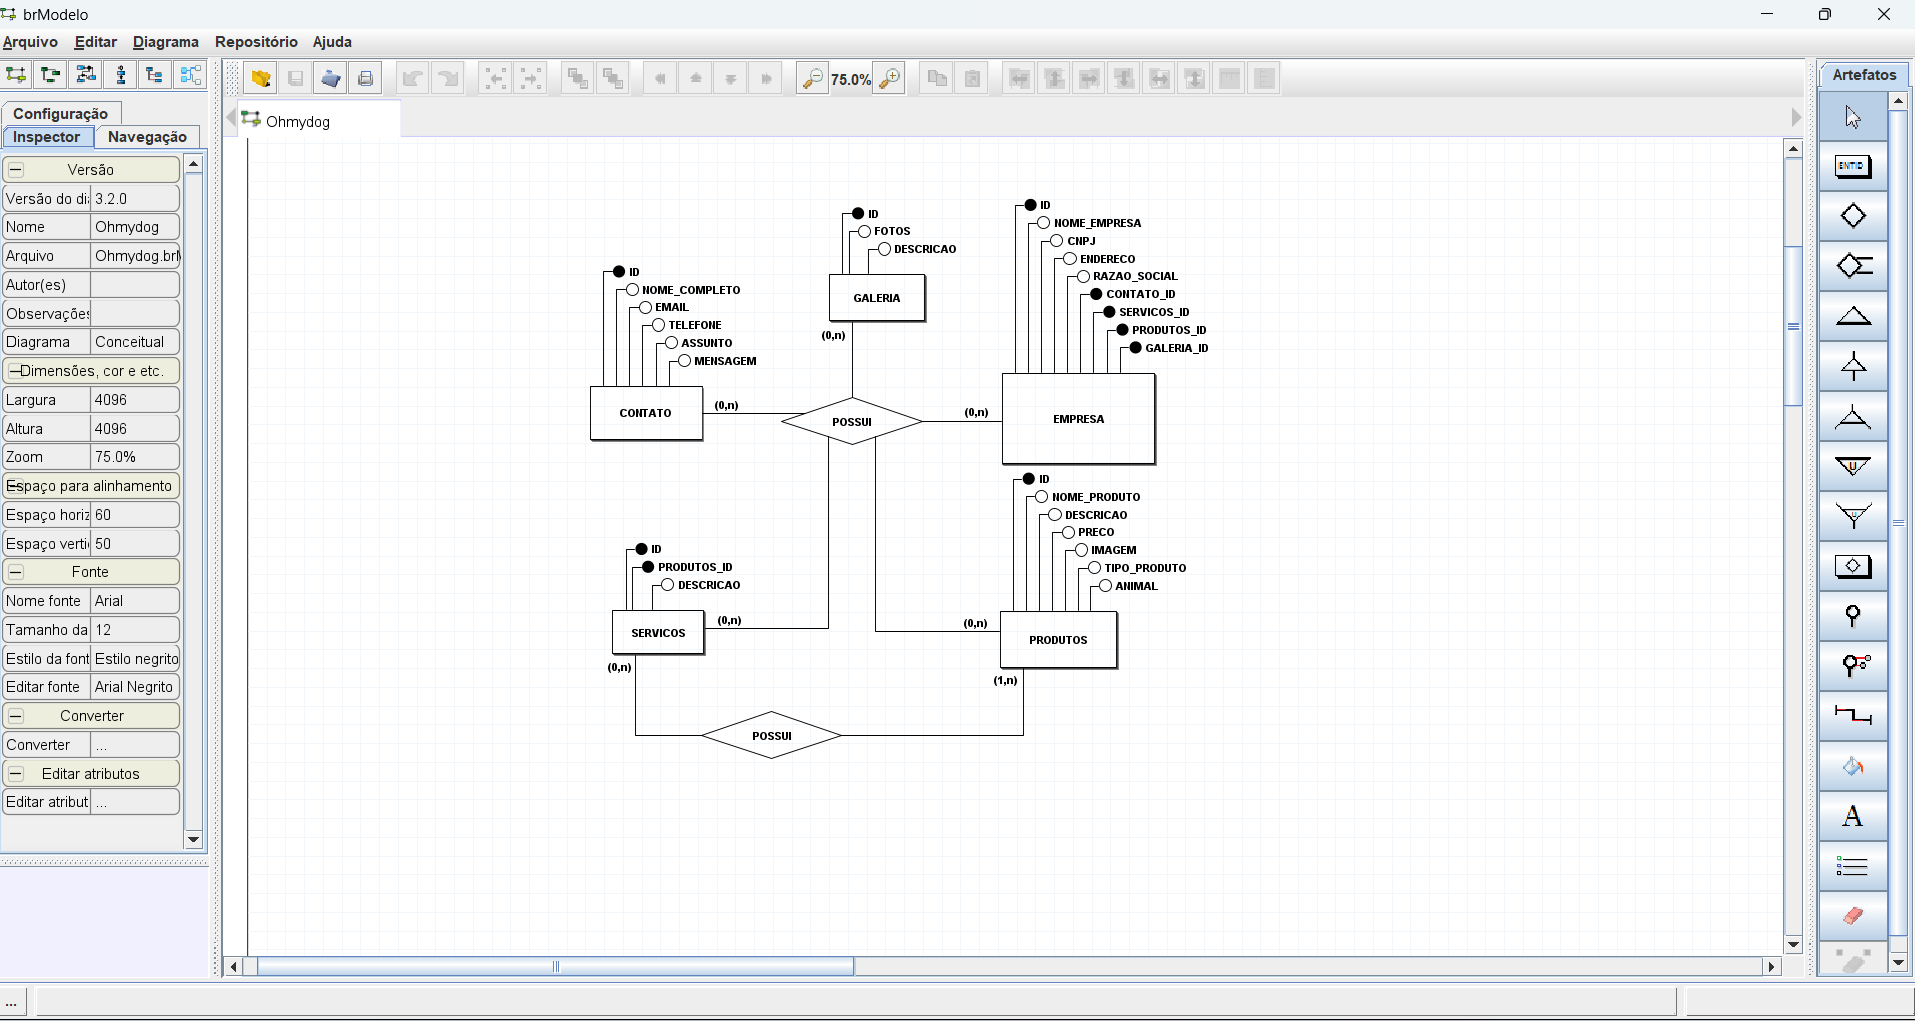 brModelo
Arquivo Editar Diagrama Repositório Ajuda
75.0%
Configuração
Inspector Navegação
Ohmydog
Artefatos
Versão
Versão do di 3.2.0
Nome Ohmydog
Arquivo Ohmydog.br
Autor(es)
Observações
Diagrama Conceitual
Dimensões, cor e etc.
Largura 4096
Altura 4096
Zoom 75.0%
Espaço para alinhamento
Espaço horiz 60
Espaço verti 50
Fonte
Nome fonte Arial
Tamanho da 12
Estilo da font Estilo negrito
Editar fonte Arial Negrito
Converter
Converter ...
Editar atributos
Editar atribut ...
...
ID
FOTOS
DESCRICAO
GALERIA
(0,n)
ID
NOME_EMPRESA
CNPJ
ENDERECO
RAZAO_SOCIAL
CONTATO_ID
SERVICOS_ID
PRODUTOS_ID
GALERIA_ID
EMPRESA
(0,n)
ID
NOME_COMPLETO
EMAIL
TELEFONE
ASSUNTO
MENSAGEM
CONTATO
(0,n)
POSSUI
ID
NOME_PRODUTO
DESCRICAO
PRECO
IMAGEM
TIPO_PRODUTO
ANIMAL
PRODUTOS
(0,n)
(1,n)
ID
PRODUTOS_ID
DESCRICAO
SERVICOS
(0,n)
(0,n)
POSSUI
ENTID
U
U
A